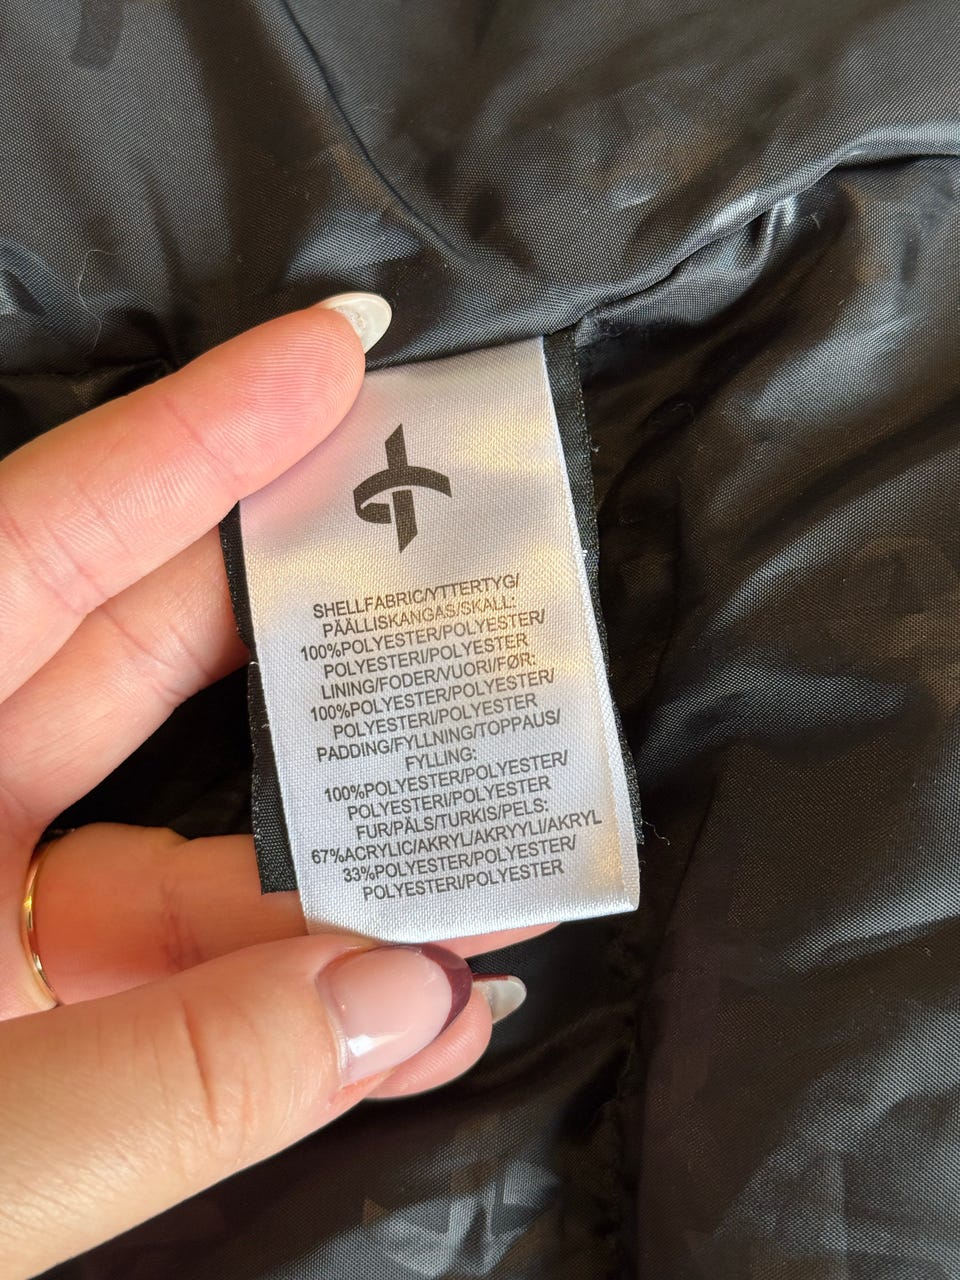 SHELLFABRIC/YTTERTYG/
PÄÄLLISKANGAS/SKALL:
100%POLYESTER/POLYESTER/
POLYESTERI/POLYESTER
LINING/FODER/VUORI/FØR:
100%POLYESTER/POLYESTER/
POLYESTERI/POLYESTER
PADDING/FYLLNING/TOPPAUS/
FYLLING:
100%POLYESTER/POLYESTER/
POLYESTERI/POLYESTER
FUR/PÄLS/TURKIS/PELS:
67%ACRYLIC/AKRYL/AKRYYLI/AKRYL
33%POLYESTER/POLYESTER/
POLYESTERI/POLYESTER